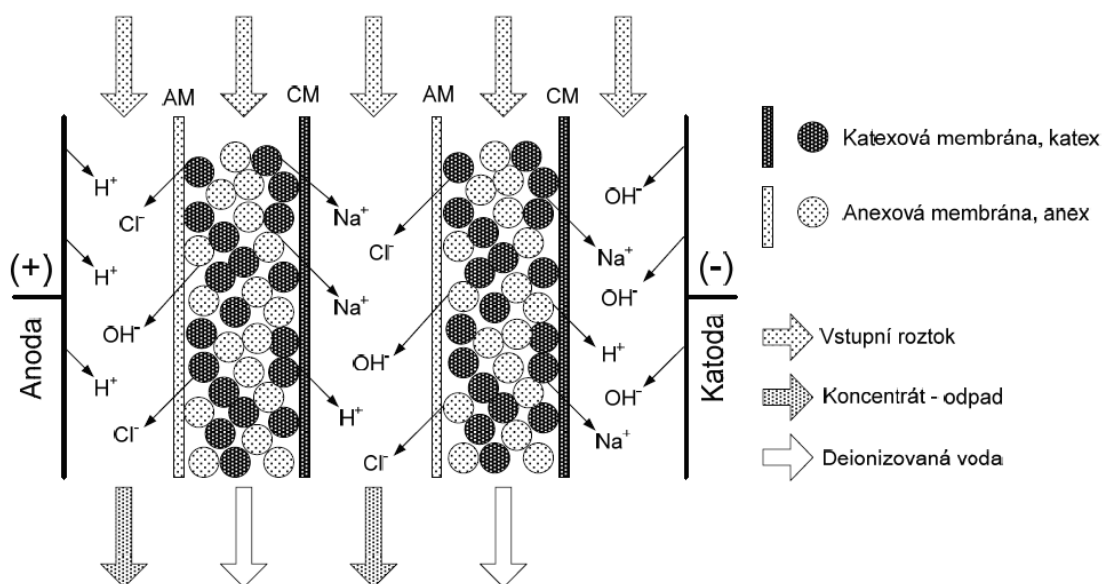 AM
CM
AM
CM
H⁺
Cl⁻
Na⁺
Cl⁻
OH⁻
Na⁺
(+)
H⁺
OH⁻
Na⁺
OH⁻
OH⁻
H⁺
(-)
Anoda
H⁺
Cl⁻
H⁺
Cl⁻
OH⁻
Na⁺
Katoda
Katexová membrána, katex
Anexová membrána, anex
Vstupní roztok
Koncentrát - odpad
Deionizovaná voda